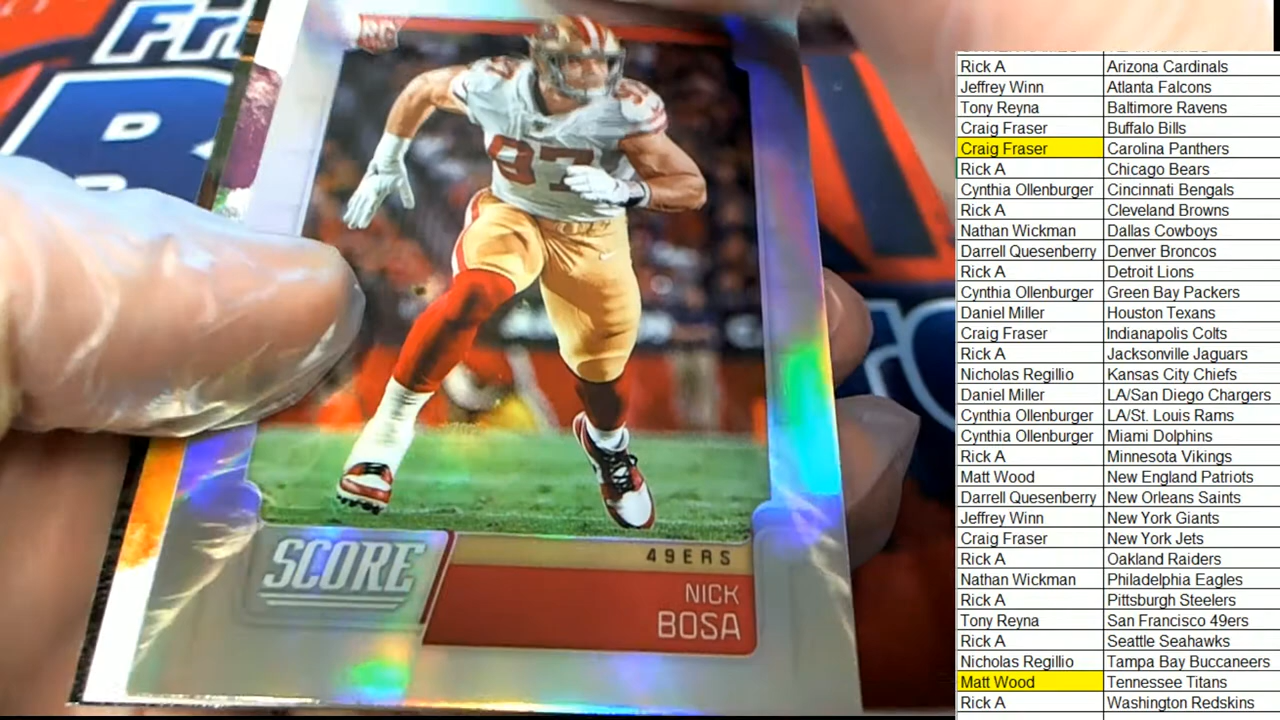 Fri
B
RC
97
97
SCORE
49ERS
NICK
BOSA
Rick A Arizona Cardinals
Jeffrey Winn Atlanta Falcons
Tony Reyna Baltimore Ravens
Craig Fraser Buffalo Bills
Craig Fraser Carolina Panthers
Rick A Chicago Bears
Cynthia Ollenburger Cincinnati Bengals
Rick A Cleveland Browns
Nathan Wickman Dallas Cowboys
Darrell Quesenberry Denver Broncos
Rick A Detroit Lions
Cynthia Ollenburger Green Bay Packers
Daniel Miller Houston Texans
Craig Fraser Indianapolis Colts
Rick A Jacksonville Jaguars
Nicholas Regillio Kansas City Chiefs
Daniel Miller LA/San Diego Chargers
Cynthia Ollenburger LA/St. Louis Rams
Cynthia Ollenburger Miami Dolphins
Rick A Minnesota Vikings
Matt Wood New England Patriots
Darrell Quesenberry New Orleans Saints
Jeffrey Winn New York Giants
Craig Fraser New York Jets
Rick A Oakland Raiders
Nathan Wickman Philadelphia Eagles
Rick A Pittsburgh Steelers
Tony Reyna San Francisco 49ers
Rick A Seattle Seahawks
Nicholas Regillio Tampa Bay Buccaneers
Matt Wood Tennessee Titans
Rick A Washington Redskins